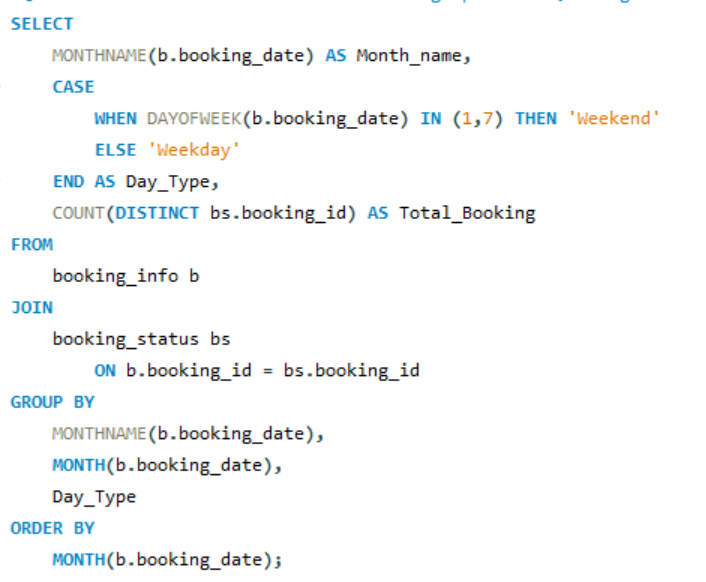 SELECT
    MONTHNAME(b.booking_date) AS Month_name,
    CASE
        WHEN DAYOFWEEK(b.booking_date) IN (1,7) THEN 'Weekend'
        ELSE 'Weekday'
    END AS Day_Type,
    COUNT(DISTINCT bs.booking_id) AS Total_Booking
FROM
    booking_info b
JOIN
    booking_status bs
        ON b.booking_id = bs.booking_id
GROUP BY
    MONTHNAME(b.booking_date),
    MONTH(b.booking_date),
    Day_Type
ORDER BY
    MONTH(b.booking_date);